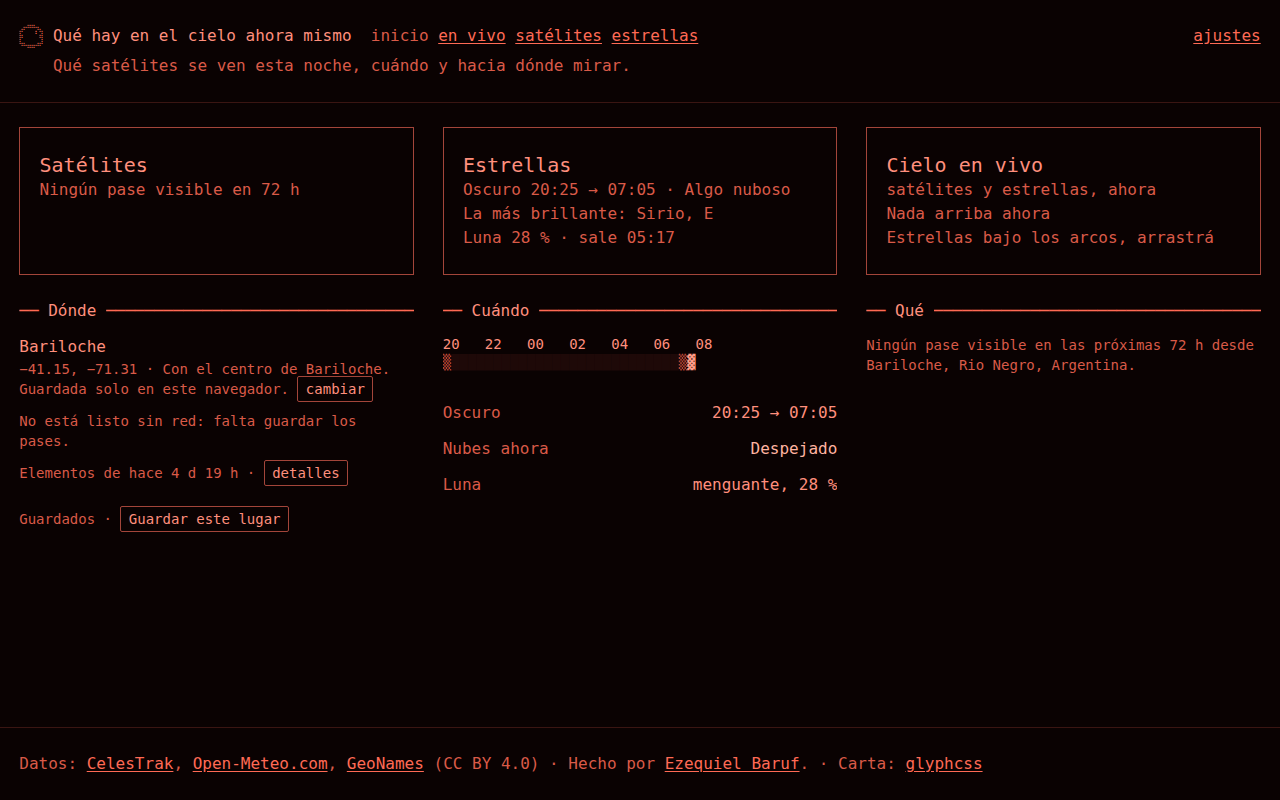 Qué hay en el cielo ahora mismo inicio en vivo satélites estrellas ajustes
Qué satélites se ven esta noche, cuándo y hacia dónde mirar.
Satélites
Ningún pase visible en 72 h
Estrellas
Oscuro 20:25 → 07:05 · Algo nuboso
La más brillante: Sirio, E
Luna 28 % · sale 05:17
Cielo en vivo
satélites y estrellas, ahora
Nada arriba ahora
Estrellas bajo los arcos, arrastrá
Dónde
Bariloche
−41.15, −71.31 · Con el centro de Bariloche.
Guardada solo en este navegador. cambiar
No está listo sin red: falta guardar los
pases.
Elementos de hace 4 d 19 h · detalles
Guardados · Guardar este lugar
Cuándo
20 22 00 02 04 06 08
Oscuro 20:25 → 07:05
Nubes ahora Despejado
Luna menguante, 28 %
Qué
Ningún pase visible en las próximas 72 h desde
Bariloche, Rio Negro, Argentina.
Datos: CelesTrak, Open-Meteo.com, GeoNames (CC BY 4.0) · Hecho por Ezequiel Baruf. · Carta: glyphcss